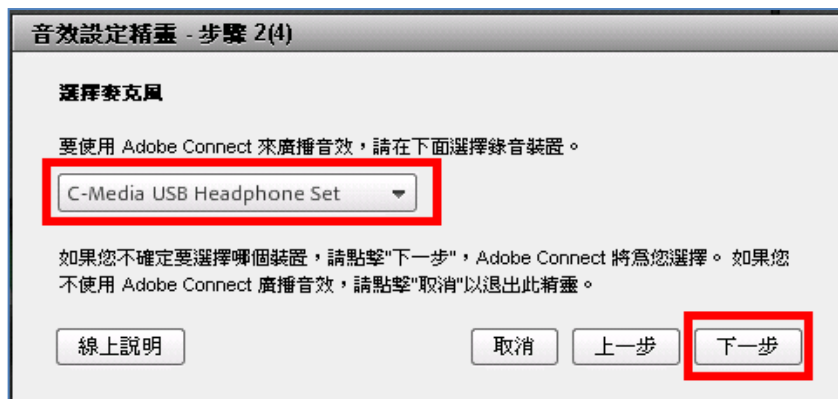 音效設定精靈 - 步驟 2(4)
選擇麥克風
要使用 Adobe Connect 來廣播音效，請在下面選擇錄音裝置。
C-Media USB Headphone Set
如果您不確定要選擇哪個裝置，請點擊"下一步"，Adobe Connect 將為您選擇。 如果您
不使用 Adobe Connect 廣播音效，請點擊"取消"以退出此精靈。
線上說明 取消 上一步 下一步